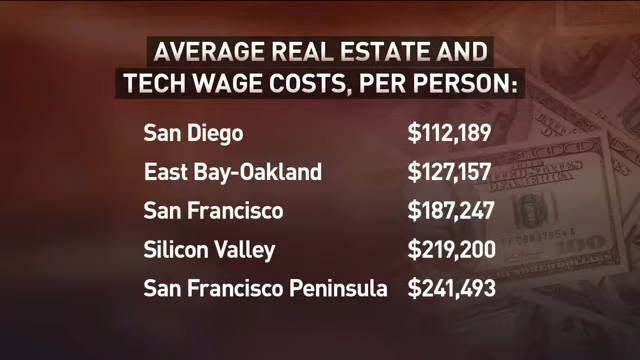 AVERAGE REAL ESTATE AND
TECH WAGE COSTS, PER PERSON:
San Diego $112,189
East Bay-Oakland $127,157
San Francisco $187,247
Silicon Valley $219,200
San Francisco Peninsula $241,493